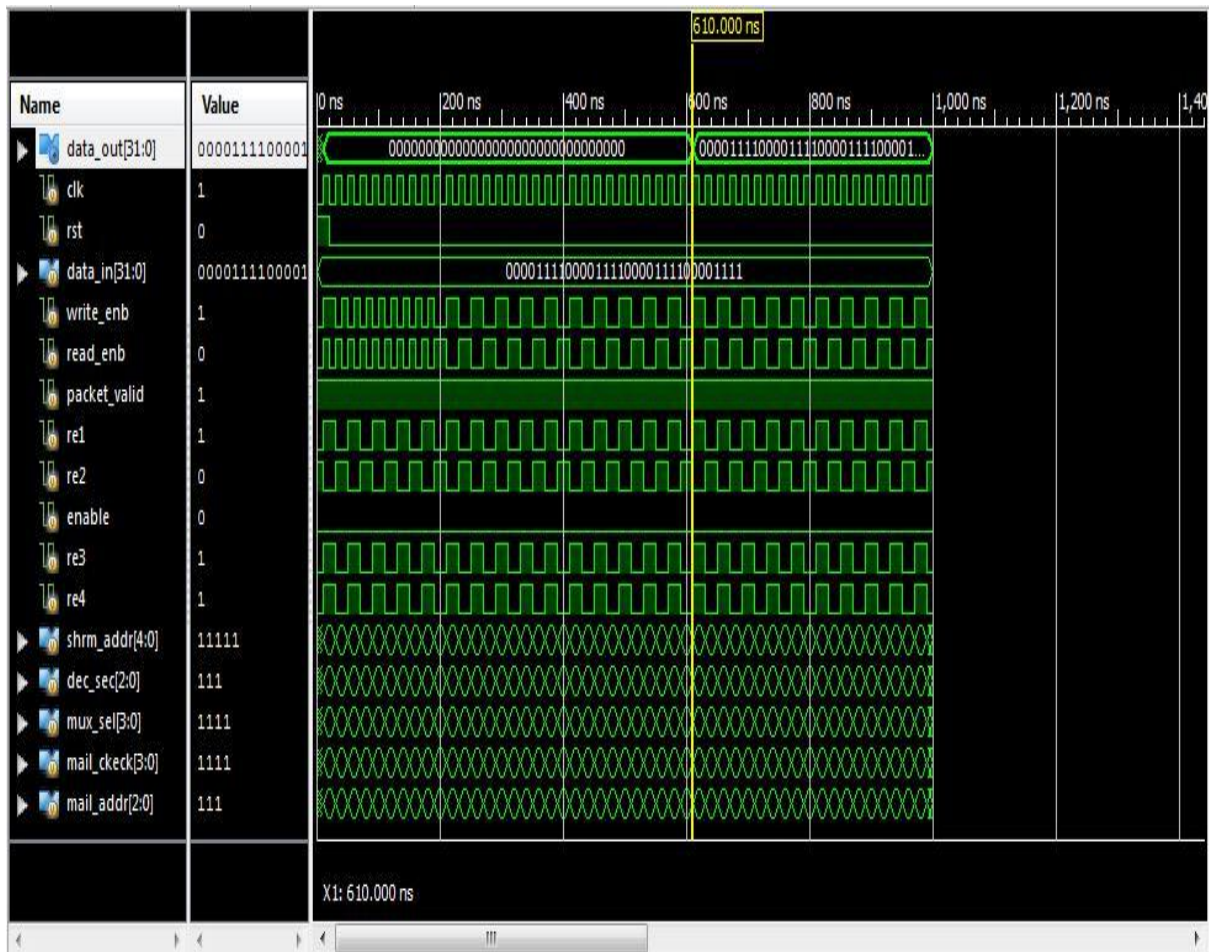 610.000 ns
Name Value 0 ns 200 ns 400 ns 600 ns 800 ns 1,000 ns 1,200 ns 1,40
data_out[31:0] 0000111100001 00000000000000000000000000000000 00001111000011110000111100001...
clk 1
rst 0
data_in[31:0] 0000111100001 00001111000011110000111100001111
write_enb 1
read_enb 0
packet_valid 1
re1 1
re2 0
enable 0
re3 1
re4 1
shrm_addr[4:0] 11111
dec_sec[2:0] 111
mux_sel[3:0] 1111
mail_ckeck[3:0] 1111
mail_addr[2:0] 111
X1: 610.000 ns